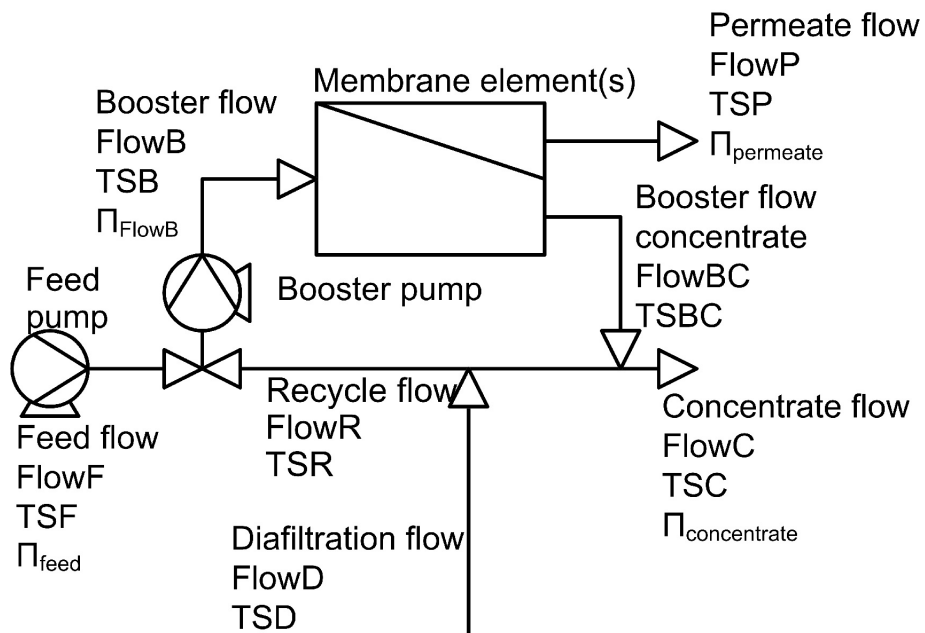 Permeate flow
FlowP
TSP
Πpermeate
Membrane element(s)
Booster flow
FlowB
TSB
ΠFlowB
Booster flow
concentrate
FlowBC
TSBC
Feed
pump
Booster pump
Recycle flow
FlowR
TSR
Feed flow
FlowF
TSF
Πfeed
Concentrate flow
FlowC
TSC
Πconcentrate
Diafiltration flow
FlowD
TSD